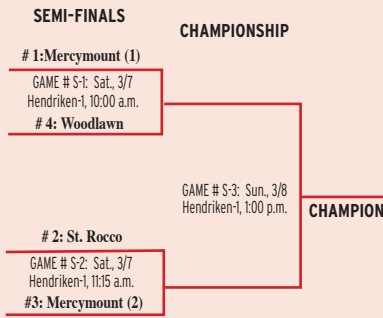 SEMI-FINALS
CHAMPIONSHIP
# 1:Mercymount (1)
GAME # S-1: Sat., 3/7
Hendriken-1, 10:00 a.m.
# 4: Woodlawn
GAME # S-3: Sun., 3/8
Hendriken-1, 1:00 p.m.
CHAMPION
# 2: St. Rocco
GAME # S-2: Sat., 3/7
Hendriken-1, 11:15 a.m.
#3: Mercymount (2)